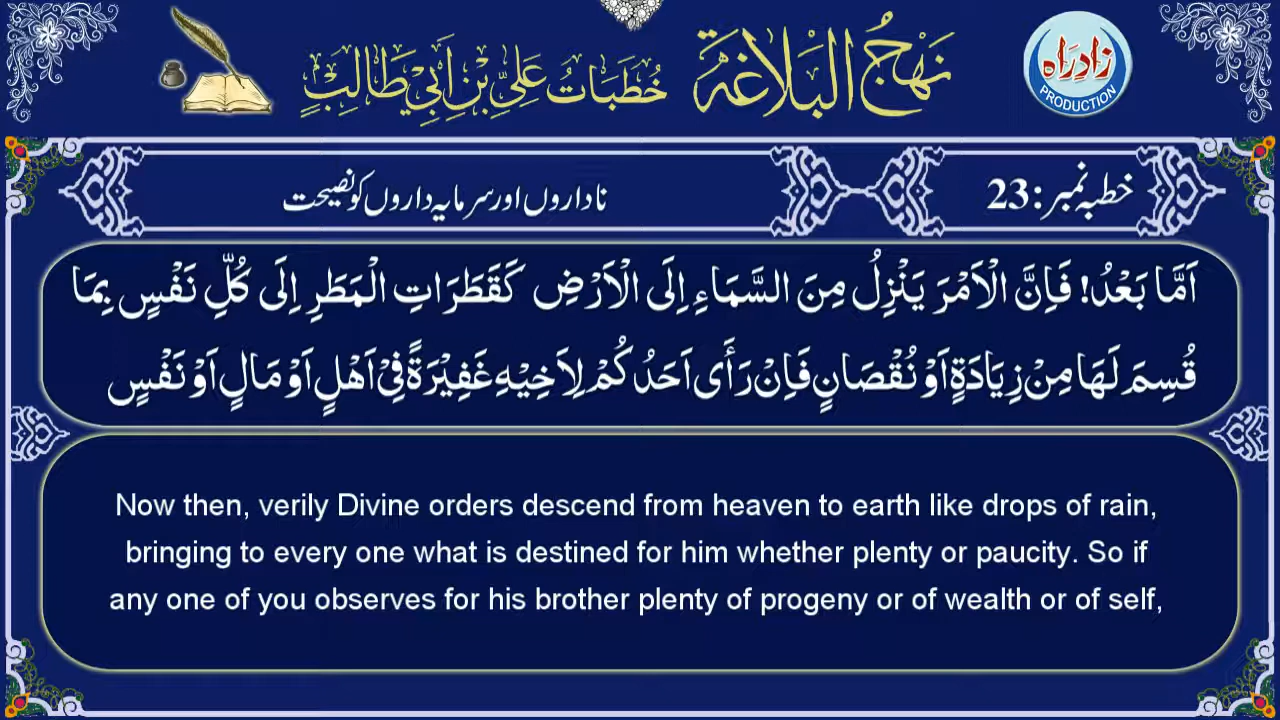 نَهْجُ الْبَلَاغَة خُطَبَاتُ عَلِيِّ بْنِ اَبِيْ طَالِبٍ
زادِراہ
PRODUCTION
خطبہ نمبر: 23
ناداروں اور سرمایہ داروں کو نصیحت
اَمَّا بَعْدُ! فَاِنَّ الْاَمْرَ يَنْزِلُ مِنَ السَّمَاءِ اِلَى الْاَرْضِ كَقَطَرَاتِ الْمَطَرِ اِلَى كُلِّ نَفْسٍ بِمَا
قُسِمَ لَهَا مِنْ زِيَادَةٍ اَوْ نُقْصَانٍ فَاِنْ رَأَى اَحَدُكُمْ لِاَخِيْهِ غَفِيْرَةً فِيْ اَهْلٍ اَوْ مَالٍ اَوْ نَفْسٍ
Now then, verily Divine orders descend from heaven to earth like drops of rain,
bringing to every one what is destined for him whether plenty or paucity. So if
any one of you observes for his brother plenty of progeny or of wealth or of self,